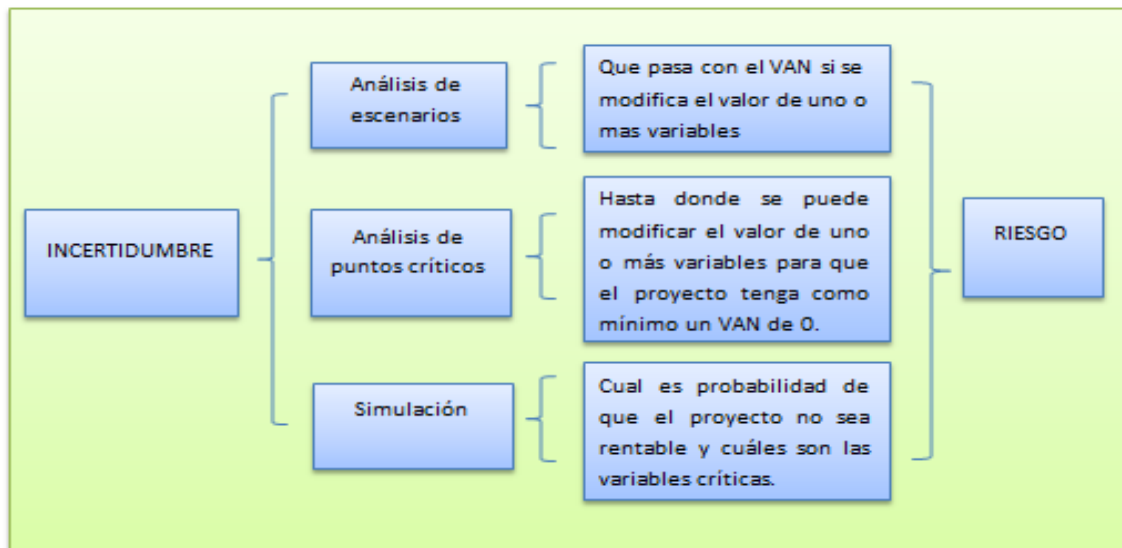 INCERTIDUMBRE
Análisis de
escenarios
Que pasa con el VAN si se
modifica el valor de uno o
mas variables
Análisis de
puntos críticos
Hasta donde se puede
modificar el valor de uno
o más variables para que
el proyecto tenga como
mínimo un VAN de 0.
Simulación
Cual es probabilidad de
que el proyecto no sea
rentable y cuáles son las
variables críticas.
RIESGO